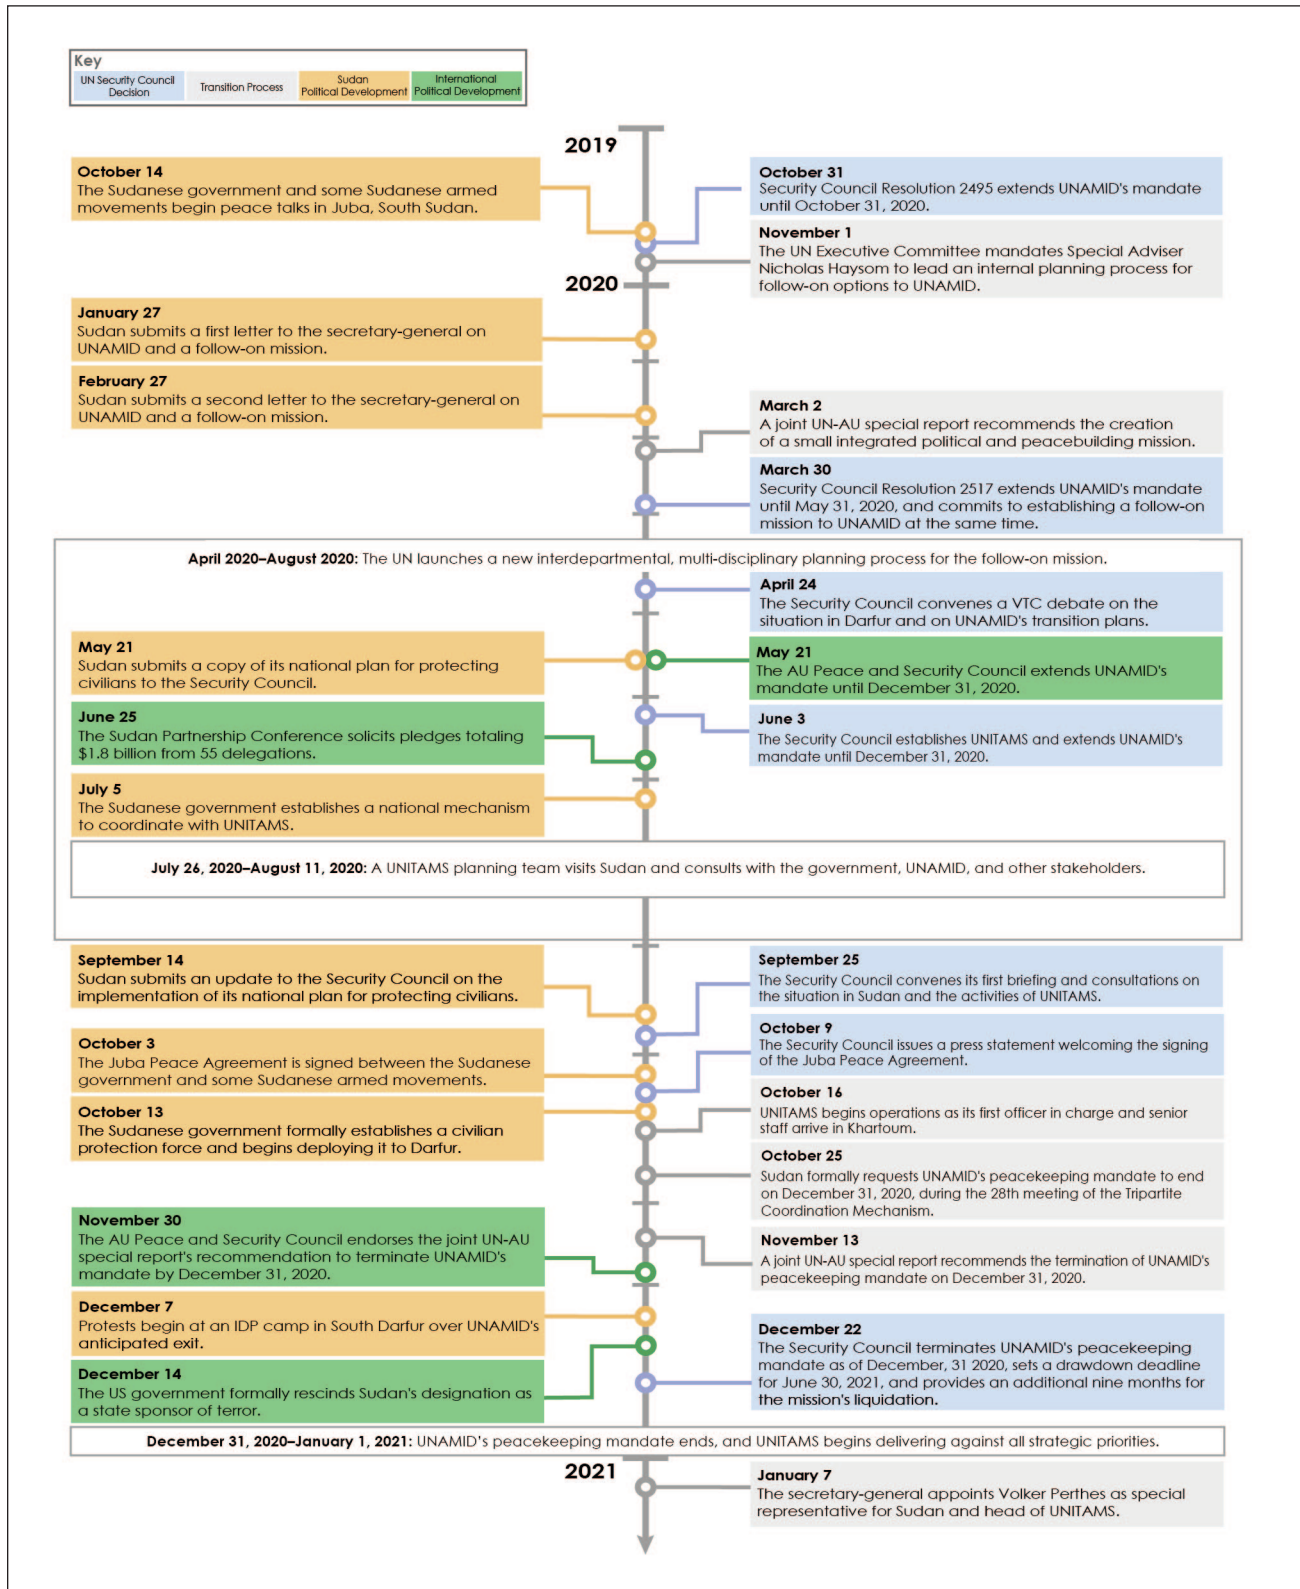 Key
UN Security Council
Decision
Transition Process
Sudan
Political Development
International
Political Development
2019
October 14
The Sudanese government and some Sudanese armed
movements begin peace talks in Juba, South Sudan.
October 31
Security Council Resolution 2495 extends UNAMID's mandate
until October 31, 2020.
November 1
The UN Executive Committee mandates Special Adviser
Nicholas Haysom to lead an internal planning process for
follow-on options to UNAMID.
2020
January 27
Sudan submits a first letter to the secretary-general on
UNAMID and a follow-on mission.
February 27
Sudan submits a second letter to the secretary-general on
UNAMID and a follow-on mission.
March 2
A joint UN-AU special report recommends the creation
of a small integrated political and peacebuilding mission.
March 30
Security Council Resolution 2517 extends UNAMID's mandate
until May 31, 2020, and commits to establishing a follow-on
mission to UNAMID at the same time.
April 2020–August 2020: The UN launches a new interdepartmental, multi-disciplinary planning process for the follow-on mission.
April 24
The Security Council convenes a VTC debate on the
situation in Darfur and on UNAMID's transition plans.
May 21
Sudan submits a copy of its national plan for protecting
civilians to the Security Council.
May 21
The AU Peace and Security Council extends UNAMID's
mandate until December 31, 2020.
June 25
The Sudan Partnership Conference solicits pledges totaling
$1.8 billion from 55 delegations.
June 3
The Security Council establishes UNITAMS and extends UNAMID's
mandate until December 31, 2020.
July 5
The Sudanese government establishes a national mechanism
to coordinate with UNITAMS.
July 26, 2020–August 11, 2020: A UNITAMS planning team visits Sudan and consults with the government, UNAMID, and other stakeholders.
September 14
Sudan submits an update to the Security Council on the
implementation of its national plan for protecting civilians.
September 25
The Security Council convenes its first briefing and consultations on
the situation in Sudan and the activities of UNITAMS.
October 3
The Juba Peace Agreement is signed between the Sudanese
government and some Sudanese armed movements.
October 9
The Security Council issues a press statement welcoming the signing
of the Juba Peace Agreement.
October 13
The Sudanese government formally establishes a civilian
protection force and begins deploying it to Darfur.
October 16
UNITAMS begins operations as its first officer in charge and senior
staff arrive in Khartoum.
October 25
Sudan formally requests UNAMID's peacekeeping mandate to end
on December 31, 2020, during the 28th meeting of the Tripartite
Coordination Mechanism.
November 30
The AU Peace and Security Council endorses the joint UN-AU
special report's recommendation to terminate UNAMID's
mandate by December 31, 2020.
November 13
A joint UN-AU special report recommends the termination of UNAMID's
peacekeeping mandate on December 31, 2020.
December 7
Protests begin at an IDP camp in South Darfur over UNAMID's
anticipated exit.
December 22
The Security Council terminates UNAMID's peacekeeping
mandate as of December, 31 2020, sets a drawdown deadline
for June 30, 2021, and provides an additional nine months for
the mission's liquidation.
December 14
The US government formally rescinds Sudan's designation as
a state sponsor of terror.
December 31, 2020–January 1, 2021: UNAMID's peacekeeping mandate ends, and UNITAMS begins delivering against all strategic priorities.
2021
January 7
The secretary-general appoints Volker Perthes as special
representative for Sudan and head of UNITAMS.